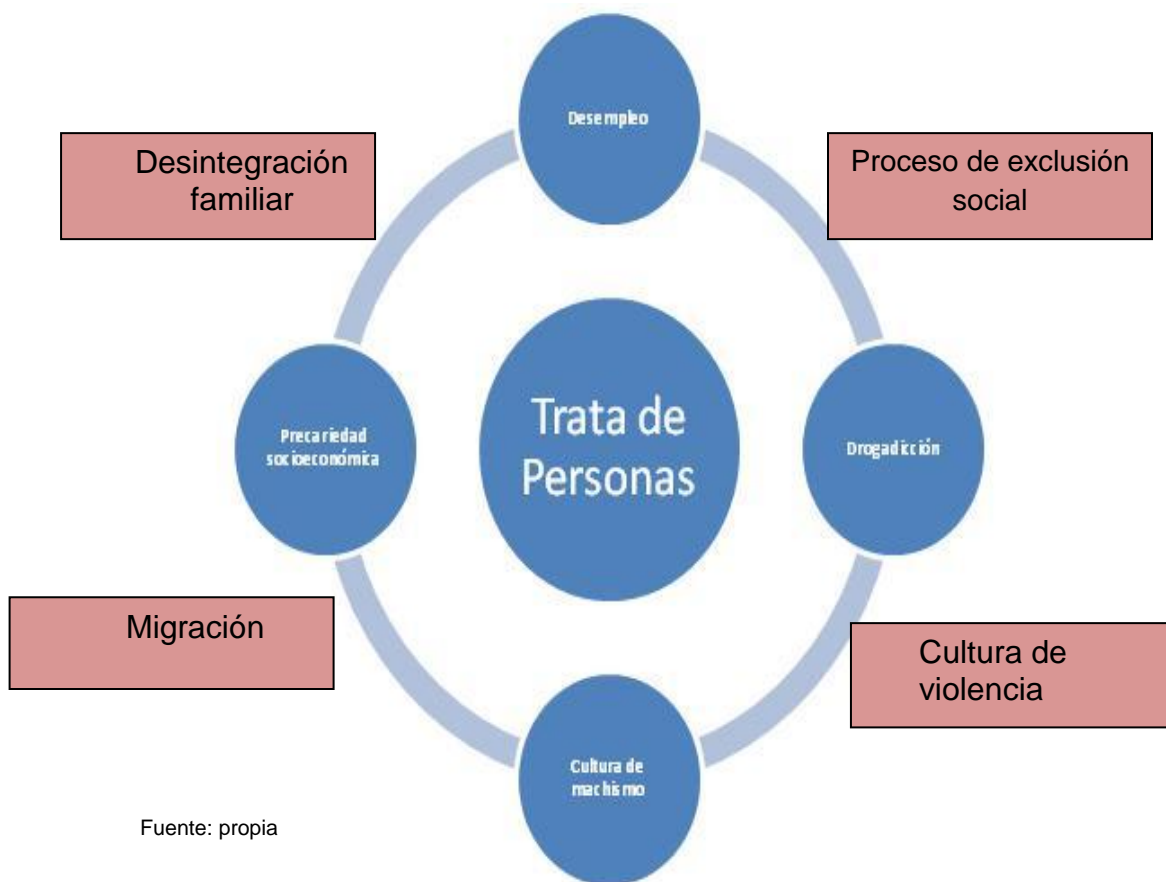 Desempleo
Desintegración
familiar
Proceso de exclusión
social
Trata de
Personas
Precariedad
socioeconómica
Drogadicción
Migración
Cultura de
violencia
Cultura de
machismo
Fuente: propia